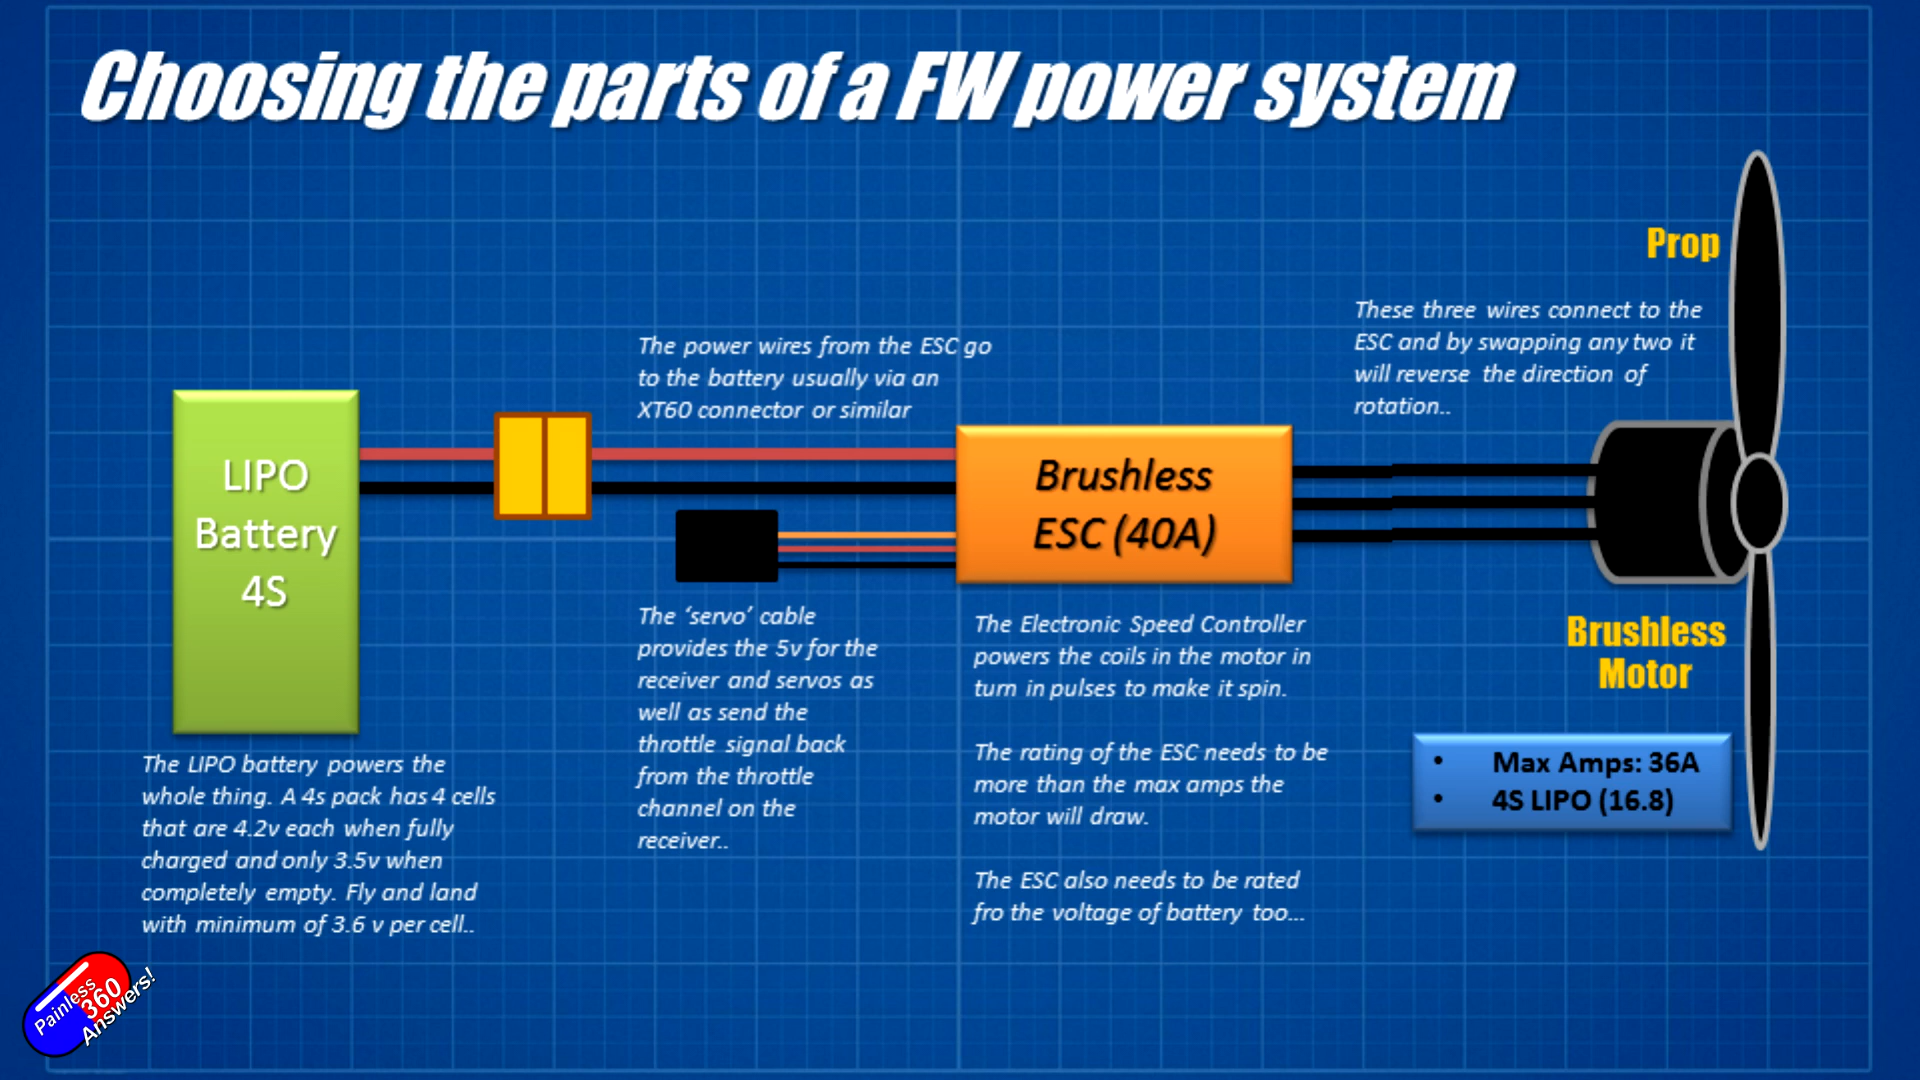 Choosing the parts of a FW power system
Prop
These three wires connect to the
ESC and by swapping any two it
will reverse the direction of
rotation..
The power wires from the ESC go
to the battery usually via an
XT60 connector or similar
LIPO
Battery
4S
Brushless
ESC (40A)
The ‘servo’ cable
provides the 5v for the
receiver and servos as
well as send the
throttle signal back
from the throttle
channel on the
receiver..
The Electronic Speed Controller
powers the coils in the motor in
turn in pulses to make it spin.
The rating of the ESC needs to be
more than the max amps the
motor will draw.
The ESC also needs to be rated
fro the voltage of battery too...
Brushless
Motor
• Max Amps: 36A
• 4S LIPO (16.8)
The LIPO battery powers the
whole thing. A 4s pack has 4 cells
that are 4.2v each when fully
charged and only 3.5v when
completely empty. Fly and land
with minimum of 3.6 v per cell..
Painless
360
Answers!